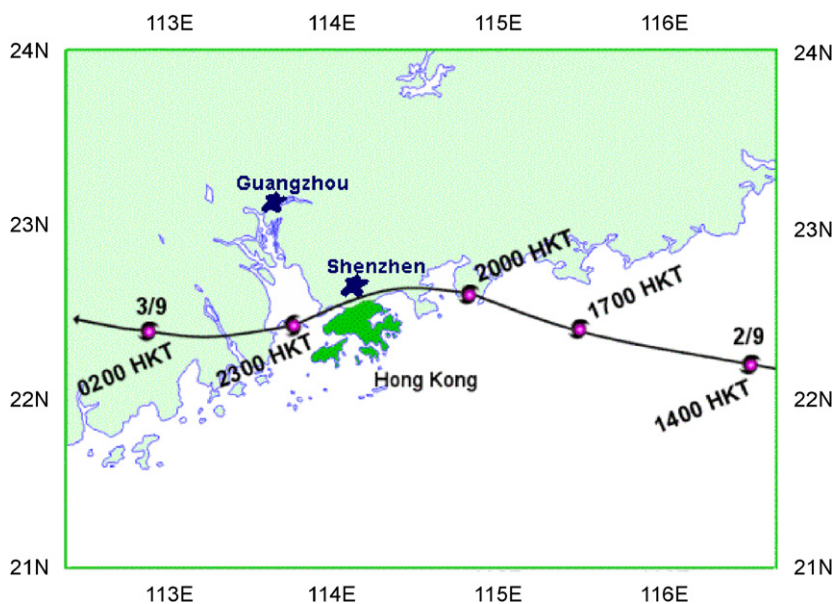 113E 114E 115E 116E
24N 24N
Guangzhou
23N 23N
2000 HKT
Shenzhen
1700 HKT
3/9
2/9
0200 HKT
2300 HKT
Hong Kong
1400 HKT
22N 22N
21N 21N
113E 114E 115E 116E